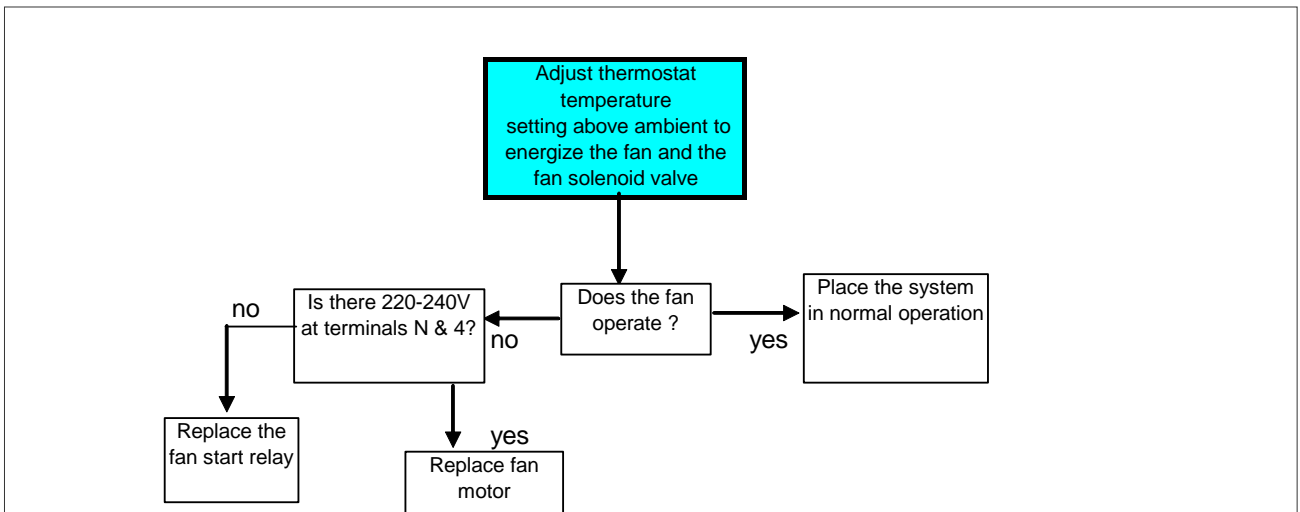 Adjust thermostat
temperature
setting above ambient to
energize the fan and the
fan solenoid valve
Does the fan
operate ?
yes
Place the system
in normal operation
no
Is there 220-240V
at terminals N & 4?
no
Replace the
fan start relay
yes
Replace fan
motor